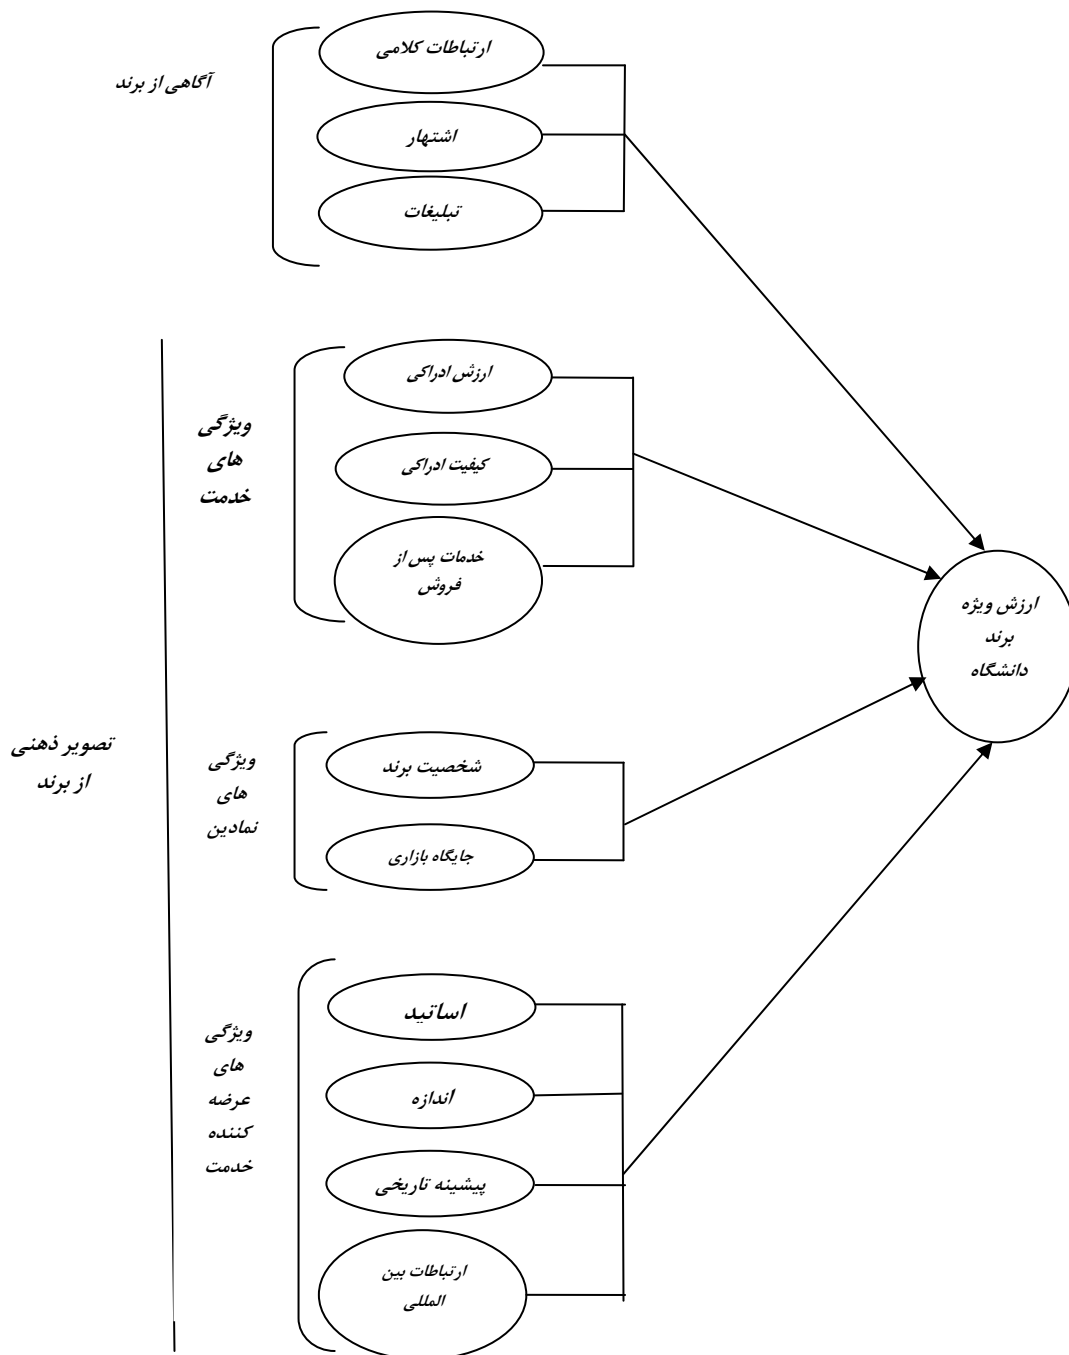 ارتباطات کلامی
آگاهی از برند
اشتهار
تبلیغات
ارزش ادراکی
ویژگی
های
خدمت
کیفیت ادراکی
خدمات پس از
فروش
ارزش ویژه
برند
دانشگاه
تصویر ذهنی
از برند
ویژگی
های
نمادین
شخصیت برند
جایگاه بازاری
ویژگی
های
عرضه
کننده
خدمت
اساتید
اندازه
پیشینه تاریخی
ارتباطات بین
المللی